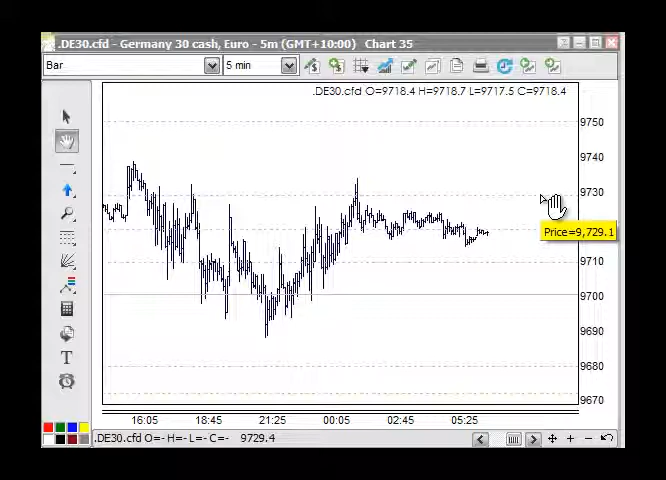 .DE30.cfd - Germany 30 cash, Euro - 5m (GMT+10:00) Chart 35
Bar 5 min
.DE30.cfd O=9718.4 H=9718.7 L=9717.5 C=9718.4
9750
9740
9730
Price=9,729.1
9710
9700
9690
9680
9670
T
16:05 18:45 21:25 00:05 02:45 05:25
.DE30.cfd O=- H=- L=- C=- 9729.4